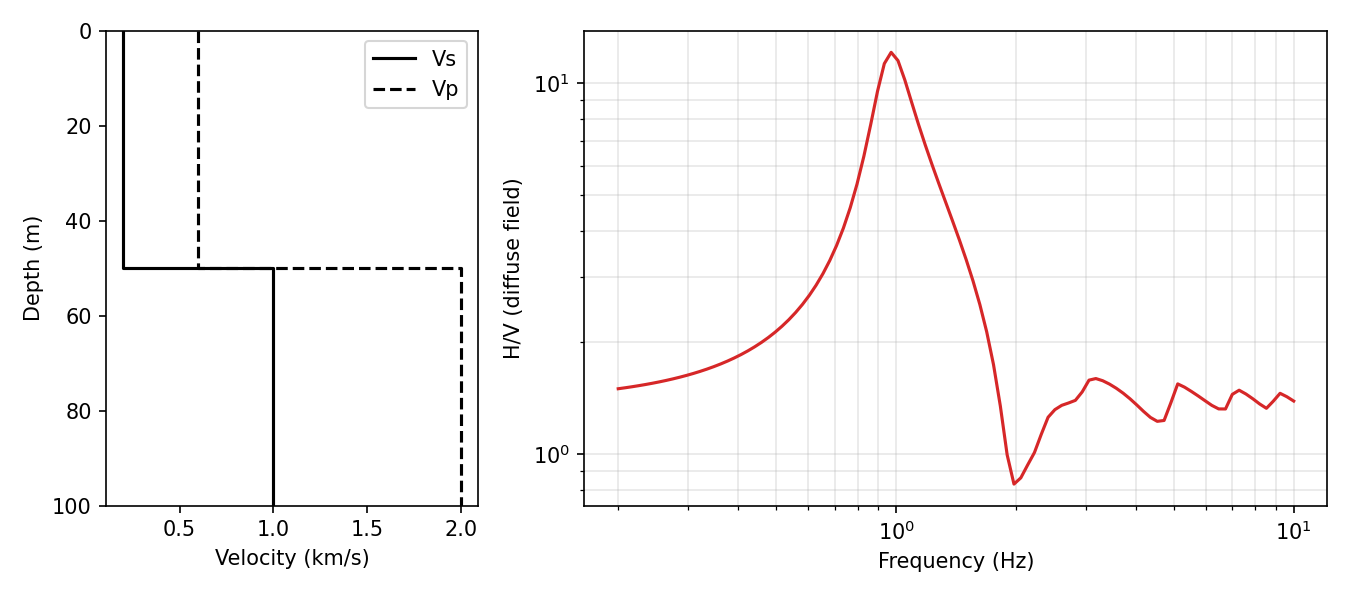 0
20
40
60
80
100
Depth (m)
0.5 1.0 1.5 2.0
Velocity (km/s)
Vs
Vp
10¹
10⁰
H/V (diffuse field)
10⁰ 10¹
Frequency (Hz)